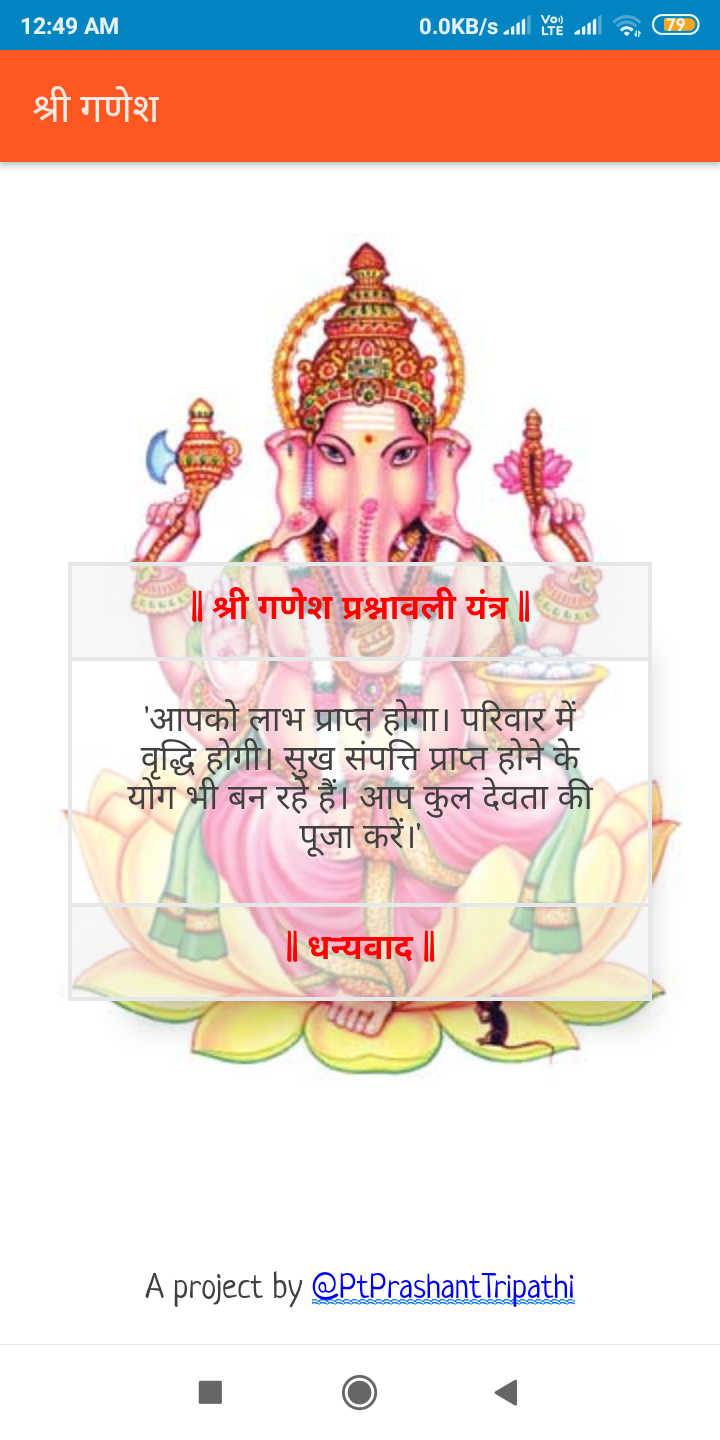 12:49 AM 0.0KB/s Vo)) LTE 79
श्री गणेश
॥ श्री गणेश प्रश्नावली यंत्र ॥
'आपको लाभ प्राप्त होगा। परिवार में
वृद्धि होगी। सुख संपत्ति प्राप्त होने के
योग भी बन रहे हैं। आप कुल देवता की
पूजा करें।'
॥ धन्यवाद ॥
A project by @PtPrashantTripathi